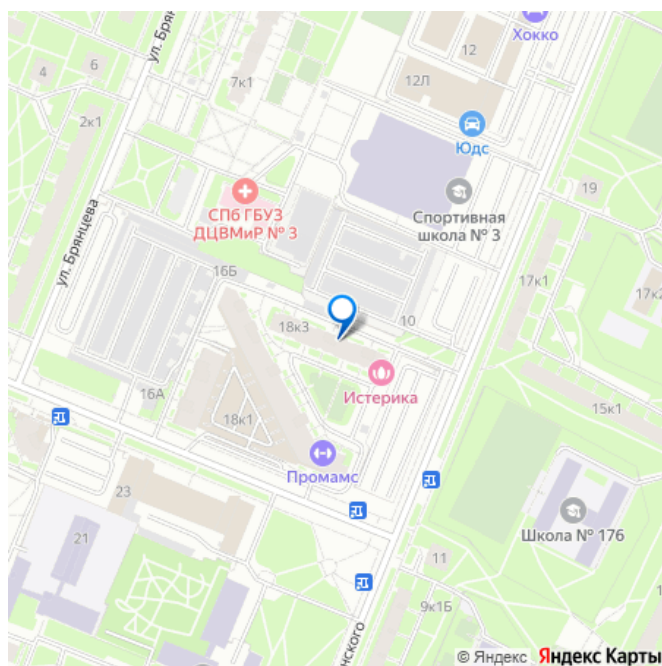 Хокко
12
ул. Брянцева
4
6
7к1
12Л
2к1
Юдс
19
СПб ГБУЗ
ДЦВМиР № 3
Спортивная
школа № 3
ул. Брянцева
16Б
17к1
17к2
18к3
10
Истерика
16А
15к1
18к1
Промамс
23
Школа № 176
21
11
9к1Б
нского
© Яндекс Яндекс Карты